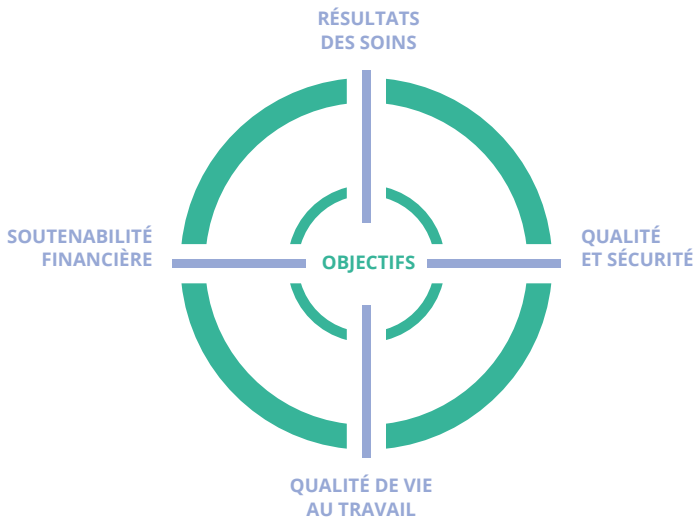 RÉSULTATS
DES SOINS
SOUTENABILITÉ
FINANCIÈRE
OBJECTIFS
QUALITÉ
ET SÉCURITÉ
QUALITÉ DE VIE
AU TRAVAIL